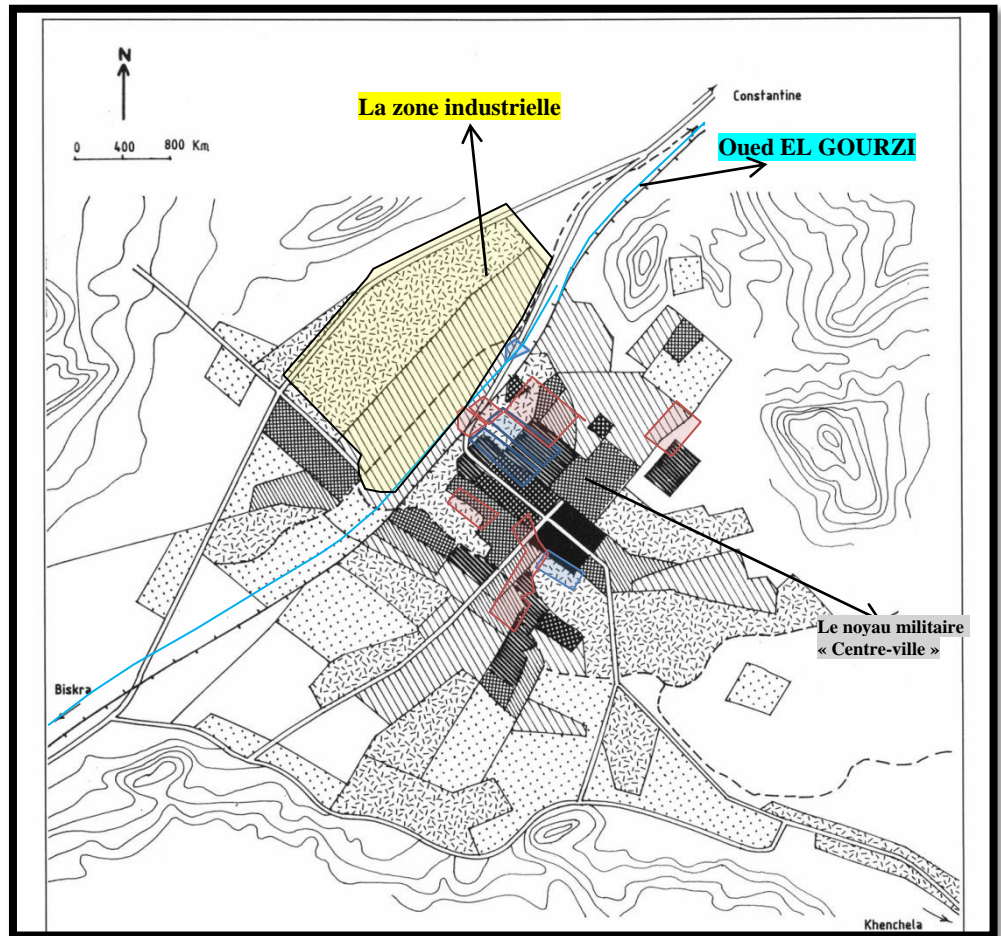 N
0 400 800 Km
La zone industrielle
Constantine
Oued EL GOURZI
Le noyau militaire
« Centre-ville »
Biskra
Khenchela